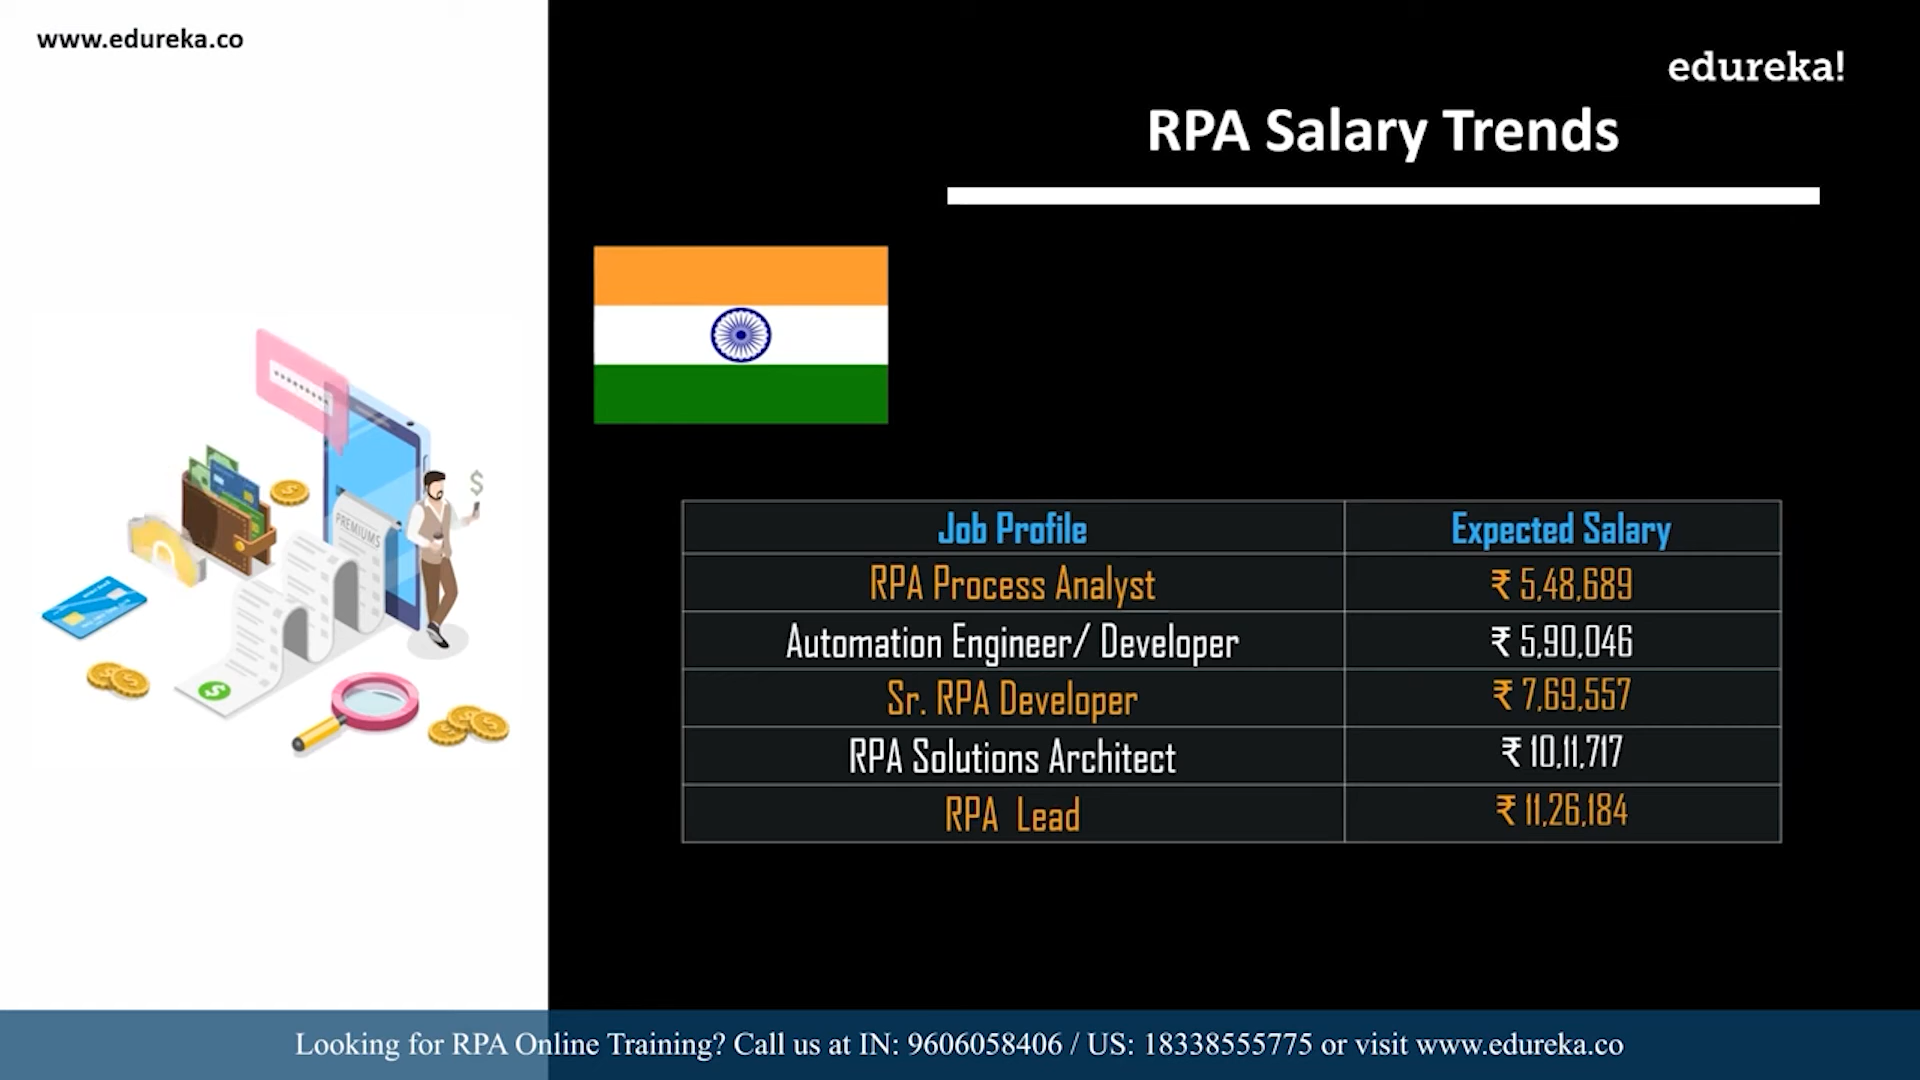 www.edureka.co
edureka!
RPA Salary Trends
PREMIUMS
Job Profile Expected Salary
RPA Process Analyst ₹ 5,48,689
Automation Engineer/ Developer ₹ 5,90,046
Sr. RPA Developer ₹ 7,69,557
RPA Solutions Architect ₹ 10,11,717
RPA Lead ₹ 11,26,184
Looking for RPA Online Training? Call us at IN: 9606058406 / US: 18338555775 or visit www.edureka.co